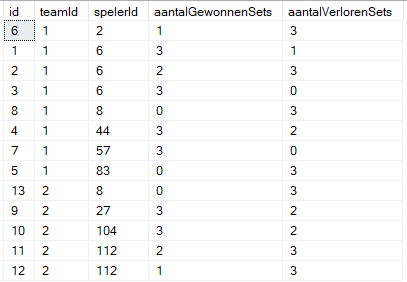 id teamId spelerId aantalGewonnenSets aantalVerlorenSets
6 1 2 1 3
1 1 6 3 1
2 1 6 2 3
3 1 6 3 0
8 1 8 0 3
4 1 44 3 2
7 1 57 3 0
5 1 83 0 3
13 2 8 0 3
9 2 27 3 2
10 2 104 3 2
11 2 112 2 3
12 2 112 1 3